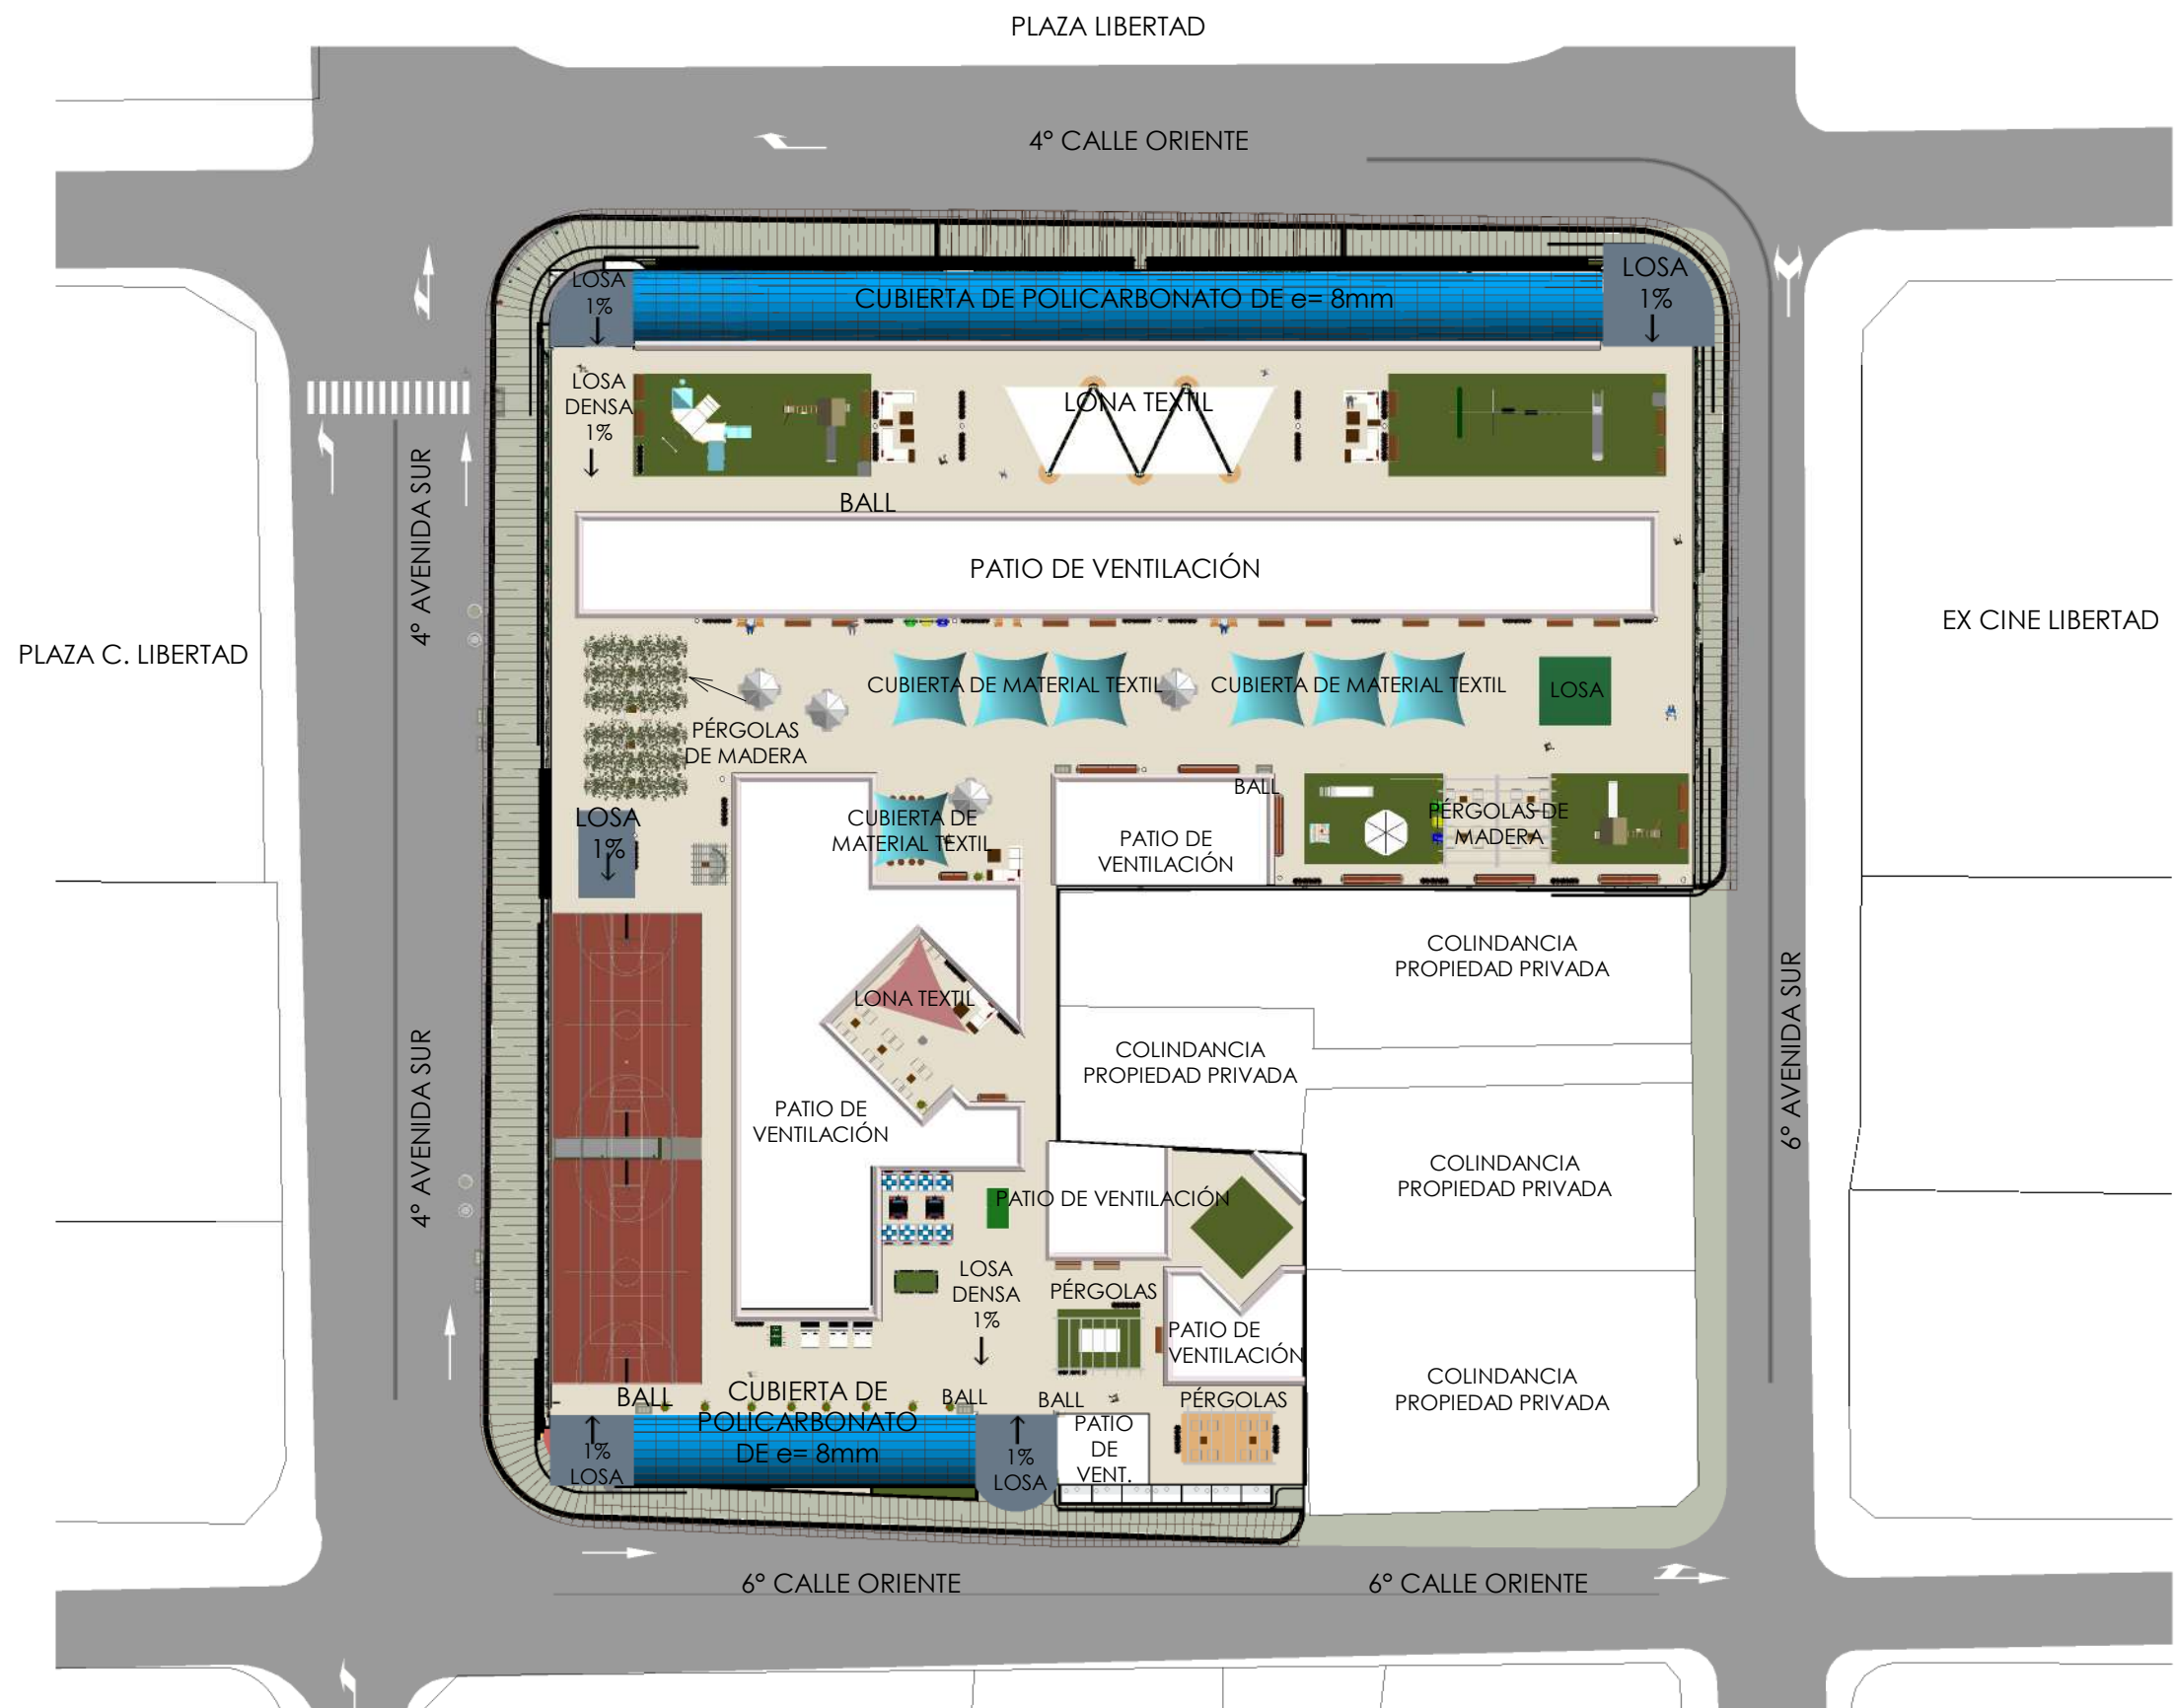 PLAZA LIBERTAD
4° CALLE ORIENTE
LOSA
1%
CUBIERTA DE POLICARBONATO DE e= 8mm
LOSA
1%
LOSA
DENSA
1%
LONA TEXTIL
BALL
PATIO DE VENTILACIÓN
4° AVENIDA SUR
PLAZA C. LIBERTAD
EX CINE LIBERTAD
CUBIERTA DE MATERIAL TEXTIL
CUBIERTA DE MATERIAL TEXTIL
LOSA
PÉRGOLAS
DE MADERA
LOSA
1%
CUBIERTA DE
MATERIAL TEXTIL
BALL
PATIO DE
VENTILACIÓN
PÉRGOLAS DE
MADERA
COLINDANCIA
PROPIEDAD PRIVADA
LONA TEXTIL
COLINDANCIA
PROPIEDAD PRIVADA
4° AVENIDA SUR
6° AVENIDA SUR
PATIO DE
VENTILACIÓN
COLINDANCIA
PROPIEDAD PRIVADA
PATIO DE VENTILACIÓN
LOSA
DENSA
1%
PÉRGOLAS
PATIO DE
VENTILACIÓN
COLINDANCIA
PROPIEDAD PRIVADA
BALL
CUBIERTA DE
POLICARBONATO
DE e= 8mm
BALL
BALL
PÉRGOLAS
1%
LOSA
1%
LOSA
PATIO
DE
VENT.
6° CALLE ORIENTE
6° CALLE ORIENTE